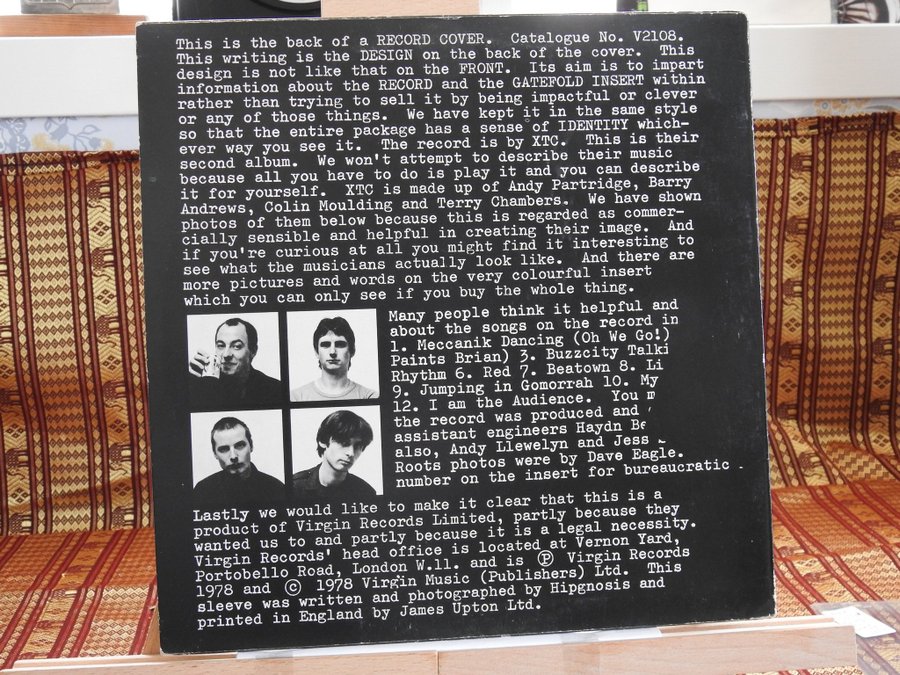 This is the back of a RECORD COVER. Catalogue No. V2108.
This writing is the DESIGN on the back of the cover. This
design is not like that on the FRONT. Its aim is to impart
information about the RECORD and the GATEFOLD INSERT within
rather than trying to sell it by being impactful or clever
or any of those things. We have kept it in the same style
so that the entire package has a sense of IDENTITY which-
ever way you see it. The record is by XTC. This is their
second album. We won't attempt to describe their music
because all you have to do is play it and you can describe
it for yourself. XTC is made up of Andy Partridge, Barry
Andrews, Colin Moulding and Terry Chambers. We have shown
photos of them below because this is regarded as commer-
cially sensible and helpful in creating their image. And
if you're curious at all you might find it interesting to
see what the musicians actually look like. And there are
more pictures and words on the very colourful insert
which you can only see if you buy the whole thing.
Many people think it helpful and
about the songs on the record in
1. Meccanik Dancing (Oh We Go!)
Paints Brian) 3. Buzzcity Talki
Rhythm 6. Red 7. Beatown 8. Li
9. Jumping in Gomorrah 10. My
12. I am the Audience. You m
the record was produced and
assistant engineers Haydn Be
also, Andy Llewelyn and Jess
Roots photos were by Dave Eagle.
number on the insert for bureaucratic
Lastly we would like to make it clear that this is a
product of Virgin Records Limited, partly because they
wanted us to and partly because it is a legal necessity.
Virgin Records' head office is located at Vernon Yard,
Portobello Road, London W.11. and is Ⓟ Virgin Records
1978 and © 1978 Virgin Music (Publishers) Ltd. This
sleeve was written and photographed by Hipgnosis and
printed in England by James Upton Ltd.